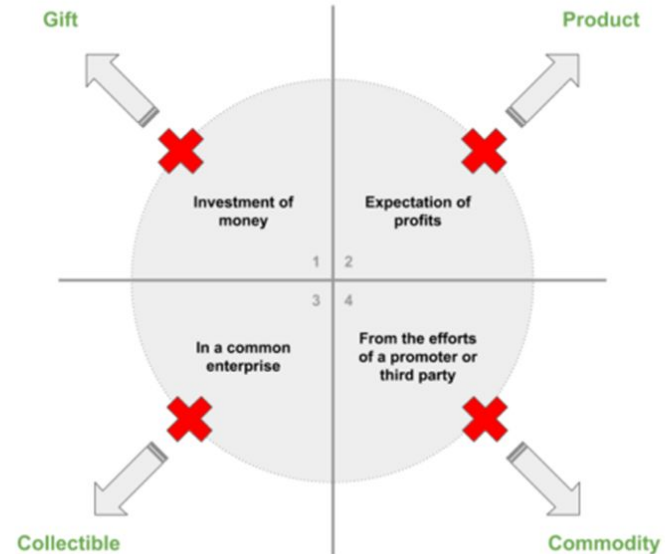 Gift
Product
Investment of
money
Expectation of
profits
1
2
3
4
In a common
enterprise
From the efforts
of a promoter or
third party
Collectible
Commodity